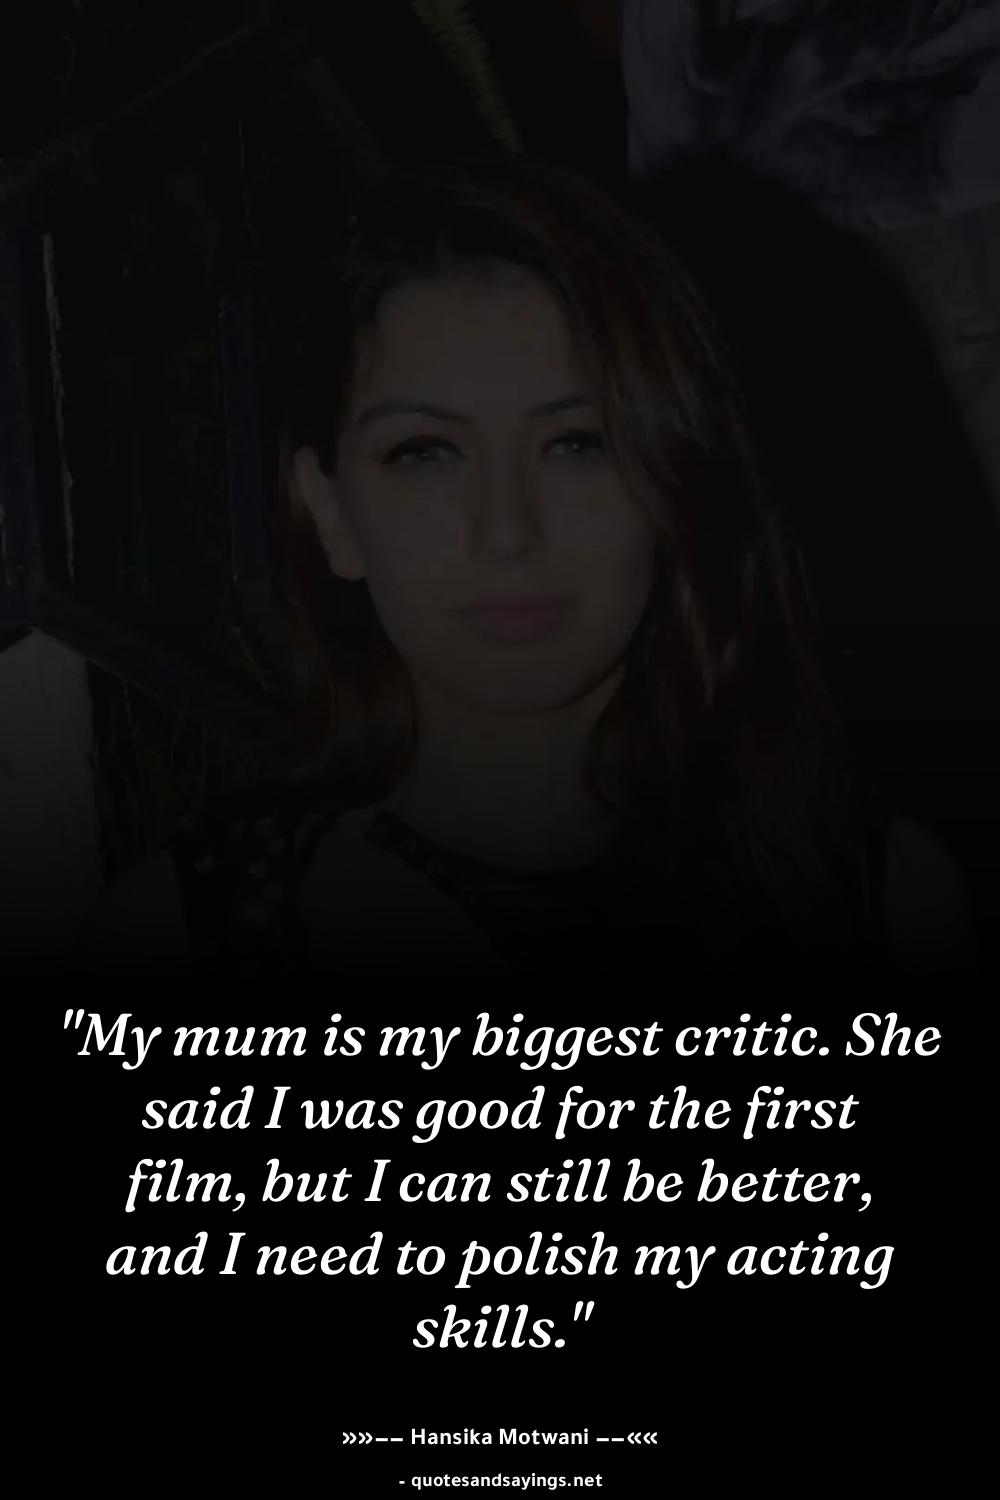 "My mum is my biggest critic. She
said I was good for the first
film, but I can still be better,
and I need to polish my acting
skills."
»»−− Hansika Motwani −−««
- quotesandsayings.net